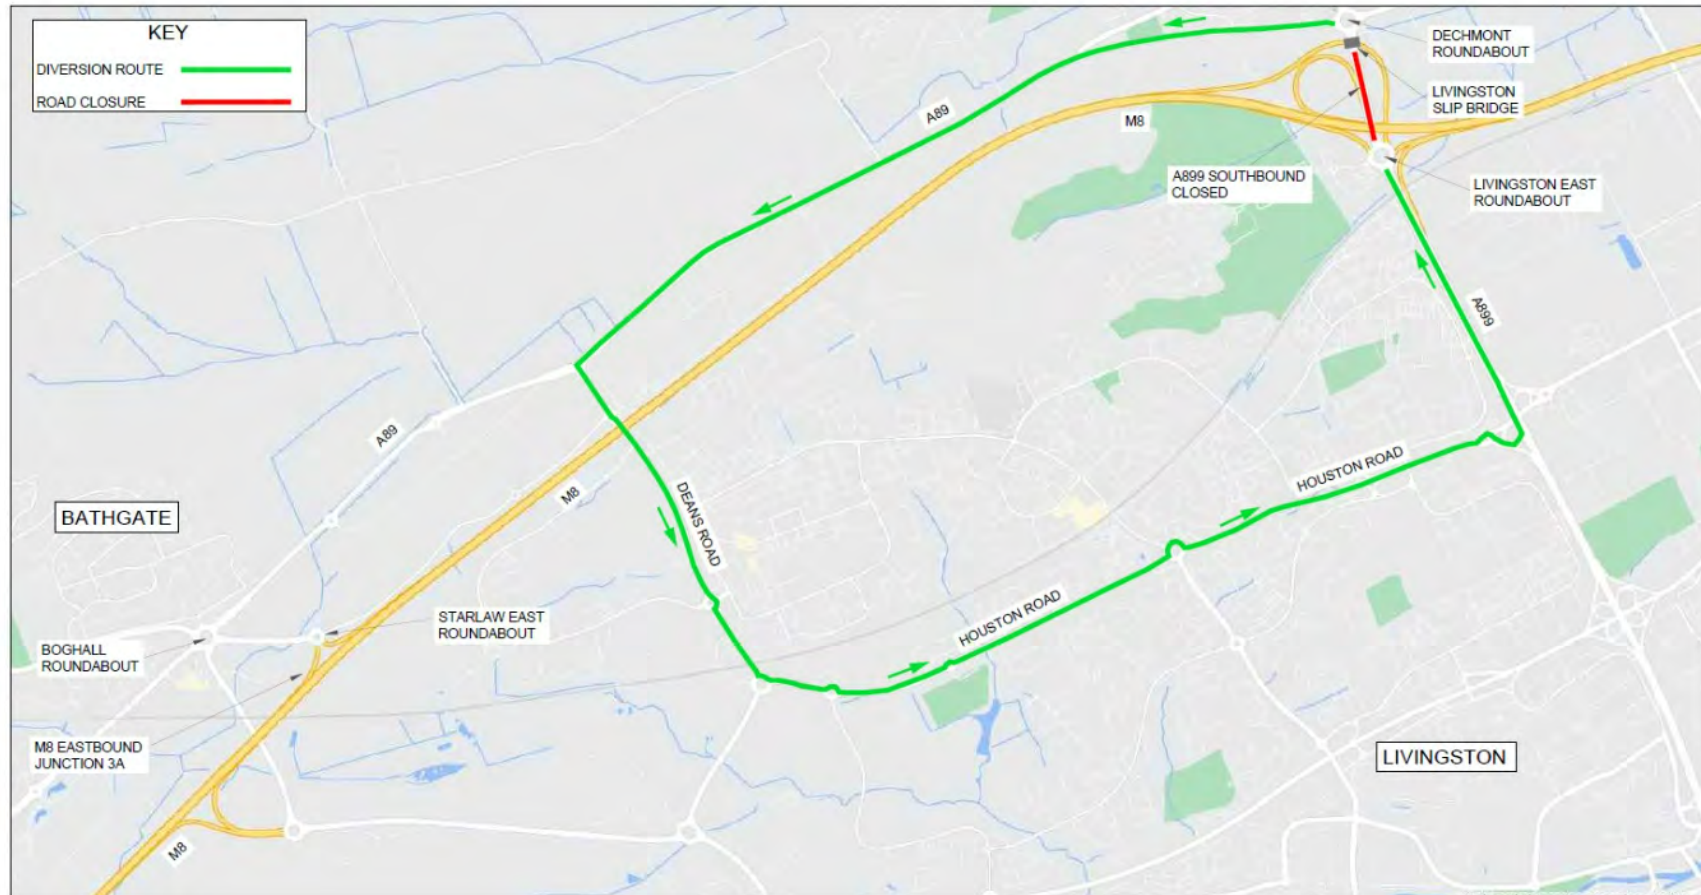 KEY
DIVERSION ROUTE
ROAD CLOSURE
DECHMONT
ROUNDABOUT
LIVINGSTON
SLIP BRIDGE
A89
M8
A899 SOUTHBOUND
CLOSED
LIVINGSTON EAST
ROUNDABOUT
A899
A89
HOUSTON ROAD
M8
DEANS ROAD
BATHGATE
STARLAW EAST
ROUNDABOUT
HOUSTON ROAD
BOGHALL
ROUNDABOUT
M8 EASTBOUND
JUNCTION 3A
LIVINGSTON
M8